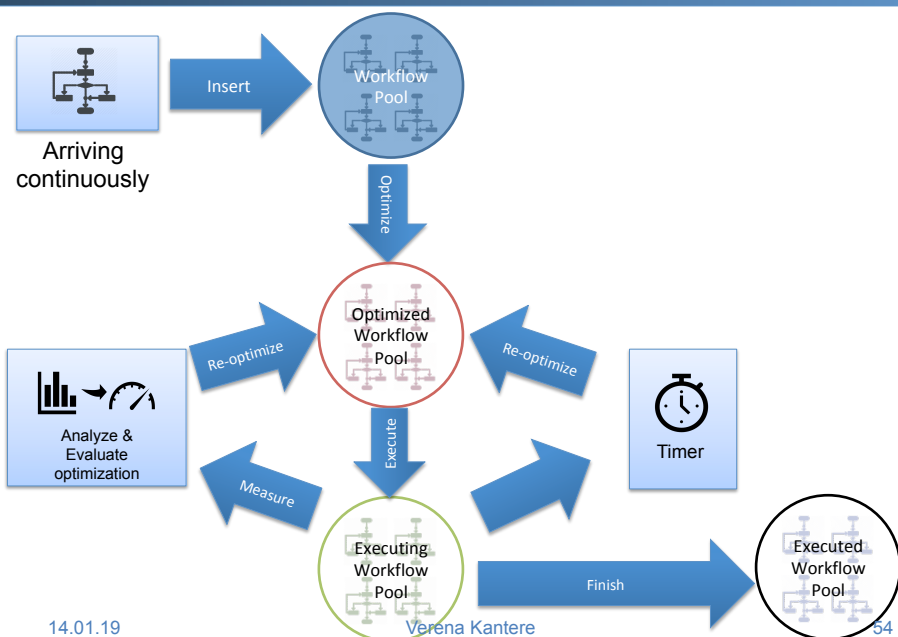 Insert
Workflow
Pool
Arriving
continuously
Optimize
Optimized
Workflow
Pool
Re-optimize
Re-optimize
Analyze &
Evaluate
optimization
Timer
Execute
Measure
Executing
Workflow
Pool
Finish
Executed
Workflow
Pool
14.01.19
Verena Kantere
54